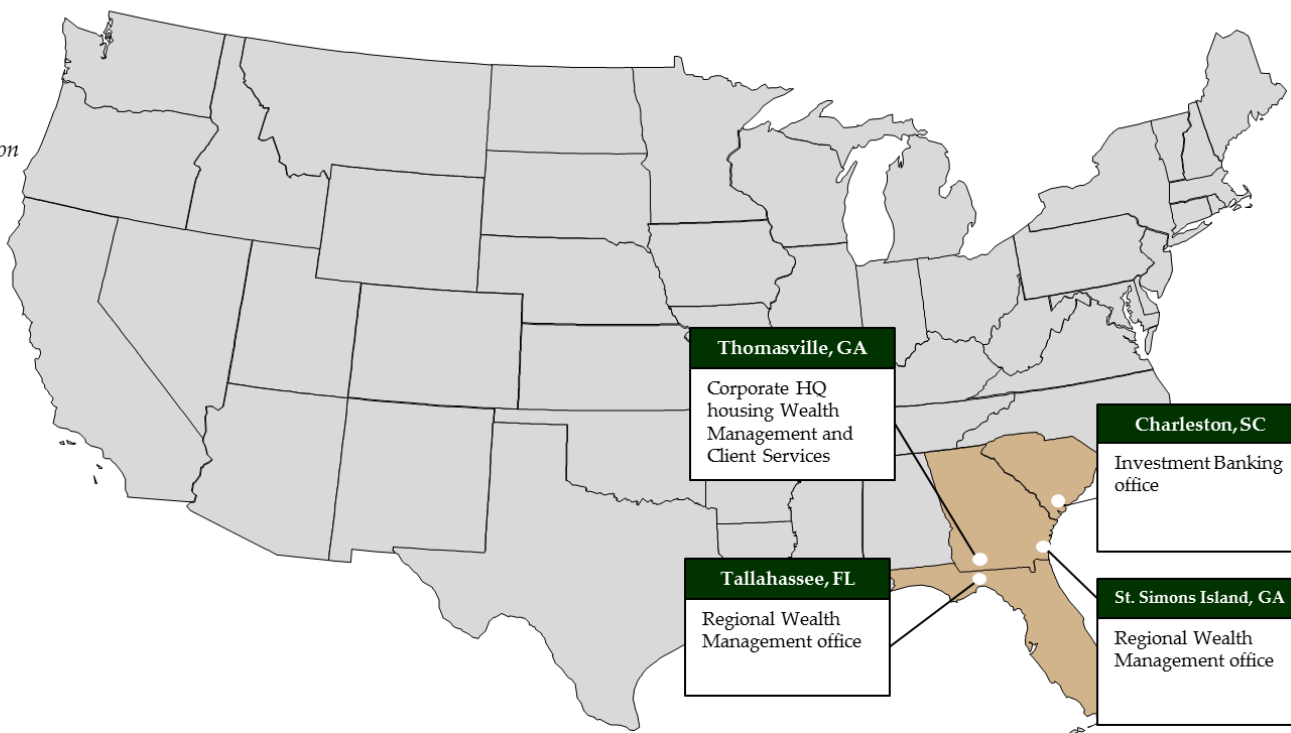 on
Thomasville, GA
Corporate HQ
housing Wealth
Management and
Client Services
Charleston, SC
Investment Banking
office
Tallahassee, FL
Regional Wealth
Management office
St. Simons Island, GA
Regional Wealth
Management office